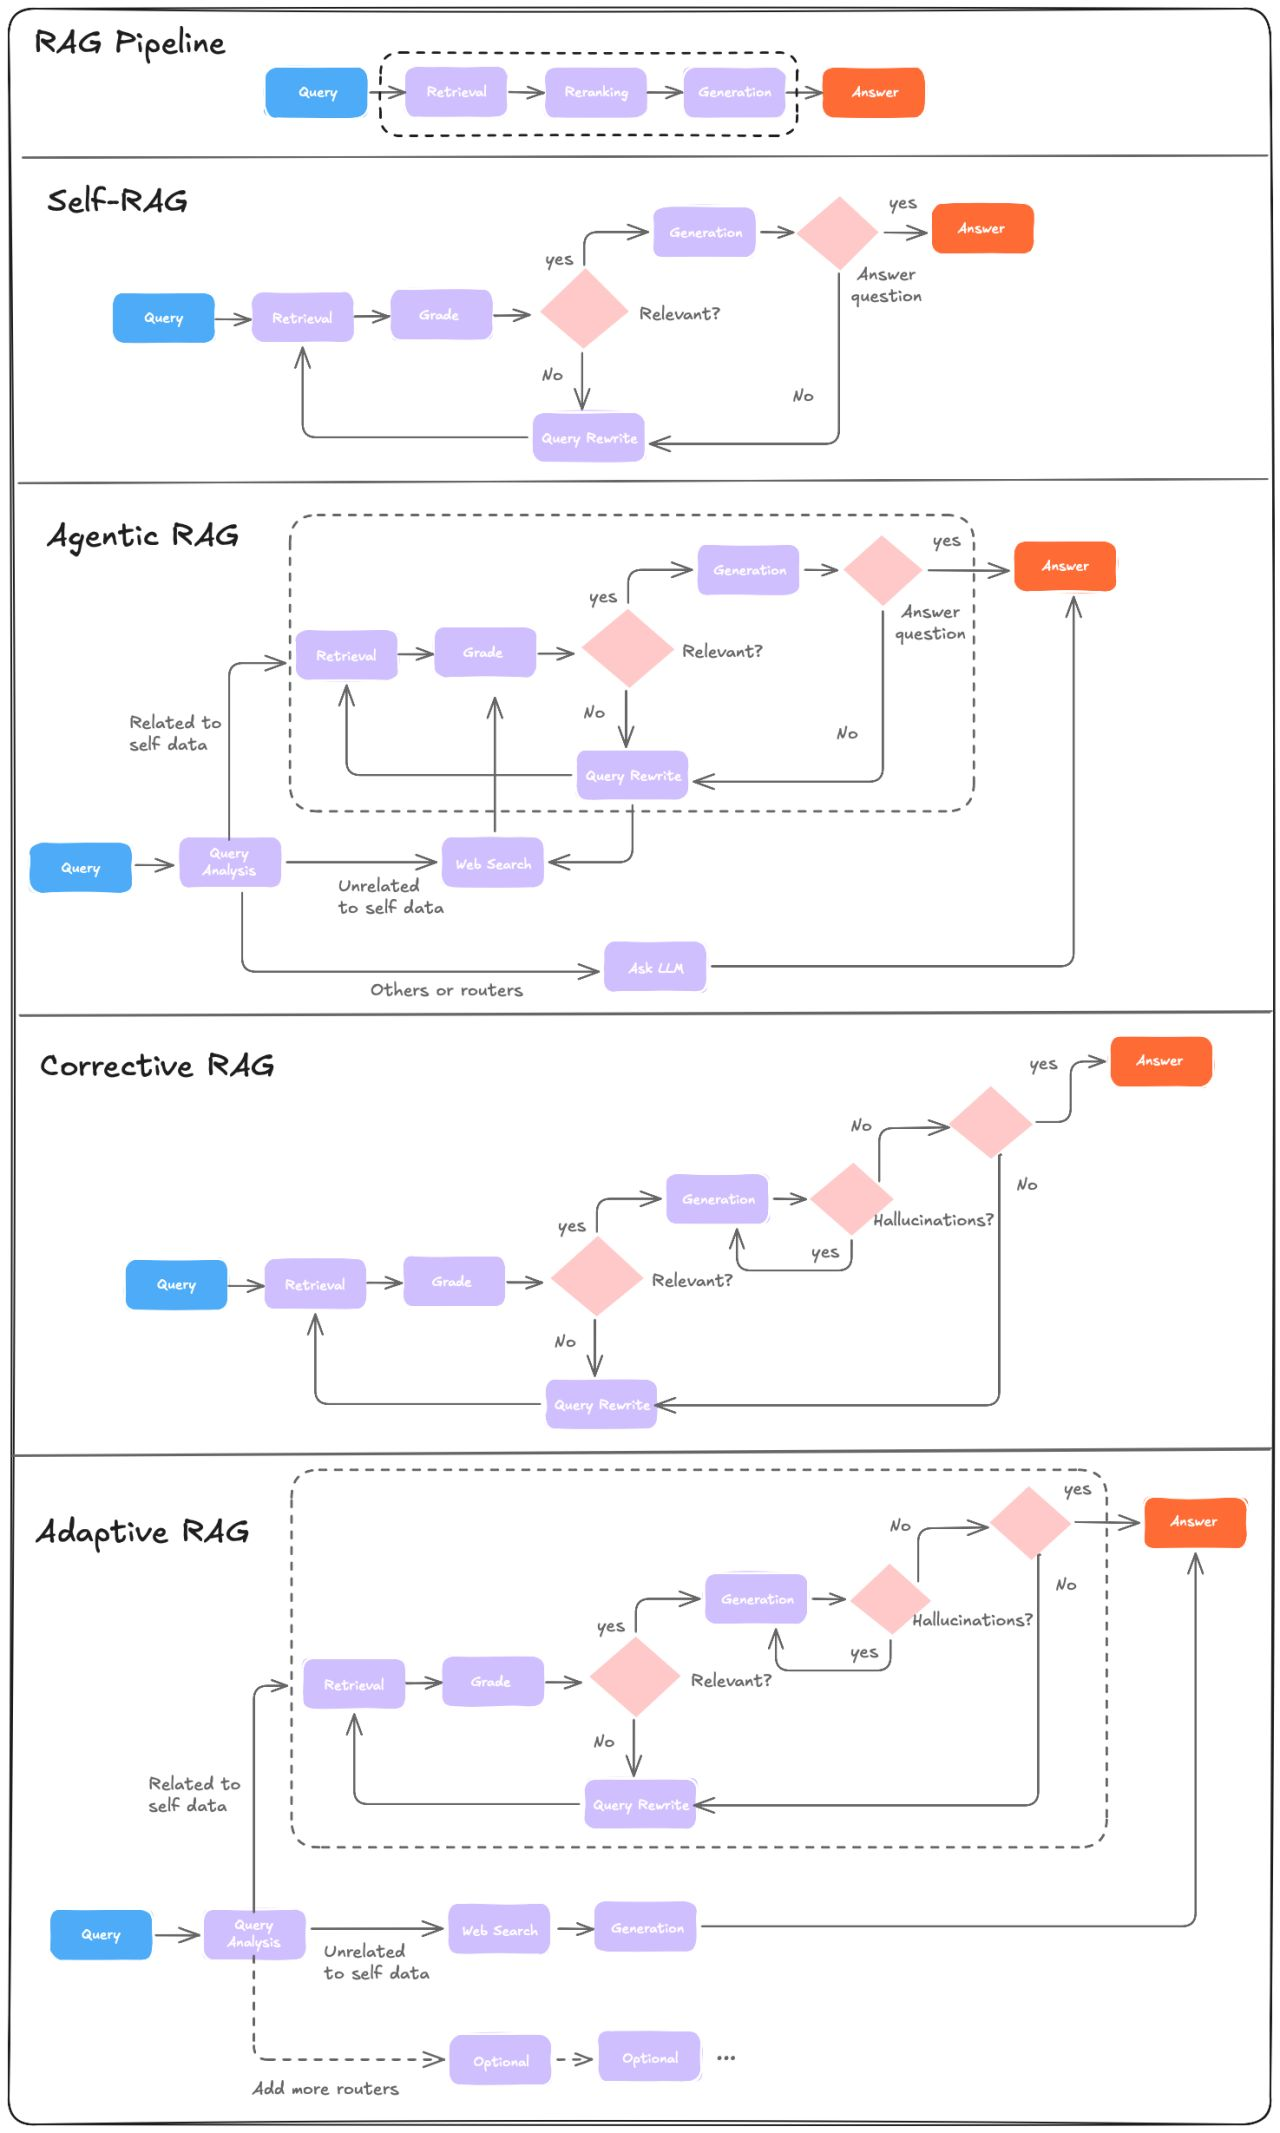 RAG Pipeline
Query
Retrieval
Reranking
Generation
Answer
Self-RAG
yes
Generation
Answer
yes
Answer
question
Query
Retrieval
Grade
Relevant?
No
No
Query Rewrite
Agentic RAG
yes
Generation
Answer
yes
Answer
question
Retrieval
Grade
Relevant?
Related to
self data
No
No
Query Rewrite
Query
Query
Analysis
Web Search
Unrelated
to self data
Ask LLM
Others or routers
Corrective RAG
yes
Answer
No
No
Generation
Hallucinations?
yes
yes
Query
Retrieval
Grade
Relevant?
No
Query Rewrite
Adaptive RAG
yes
Answer
No
No
Generation
Hallucinations?
yes
yes
Retrieval
Grade
Relevant?
No
Related to
self data
Query Rewrite
Query
Query
Analysis
Web Search
Generation
Unrelated
to self data
Optional
Optional
...
Add more routers